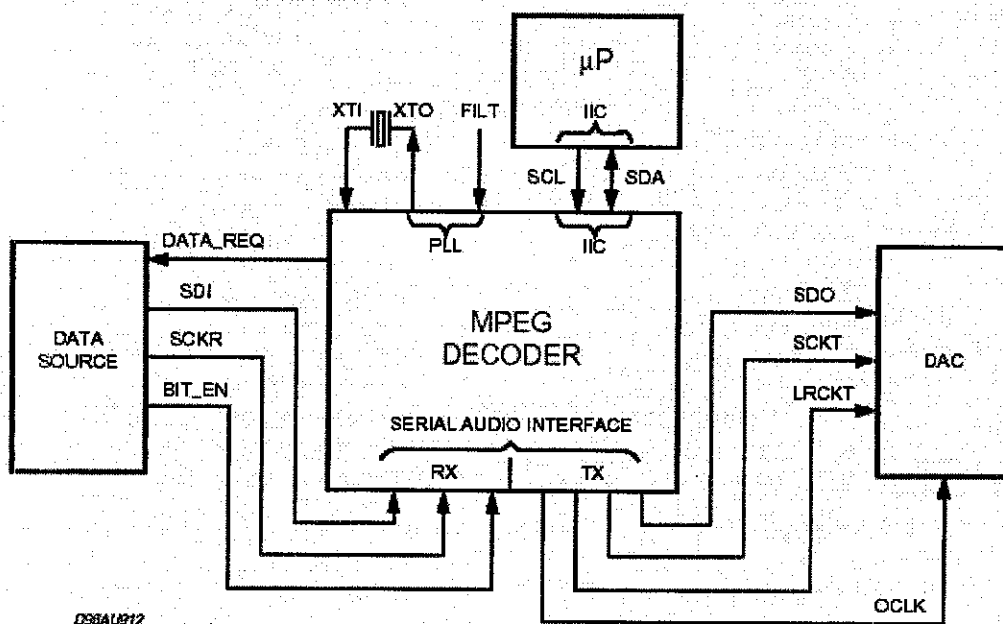 μP
XTI XTO FILT IIC
SCL SDA
DATA_REQ PLL IIC
SDI SDO
MPEG
DECODER
DATA
SOURCE
SCKR SCKT DAC
BIT_EN LRCKT
SERIAL AUDIO INTERFACE
RX TX
OCLK
D98AU912